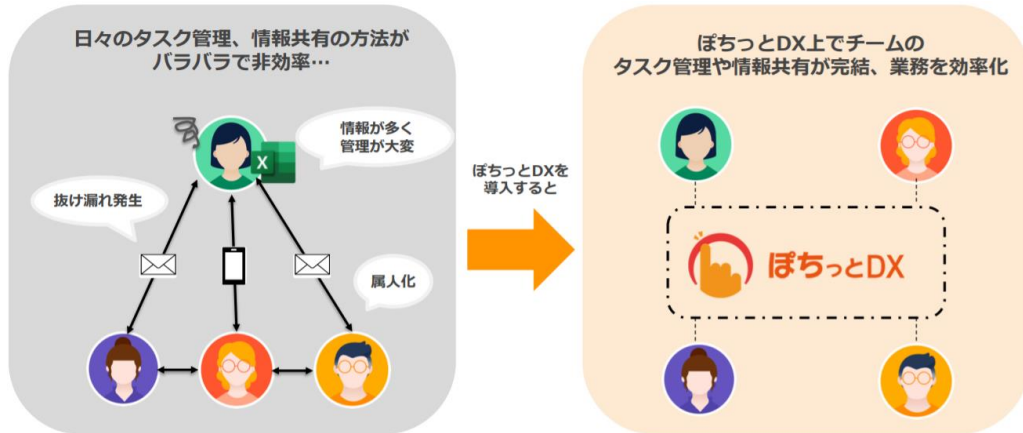 日々のタスク管理、情報共有の方法が
バラバラで非効率…
情報が多く
管理が大変
X
抜け漏れ発生
属人化
ぽちっとDXを
導入すると
ぽちっとDX上でチームの
タスク管理や情報共有が完結、業務を効率化
ぽちっとDX